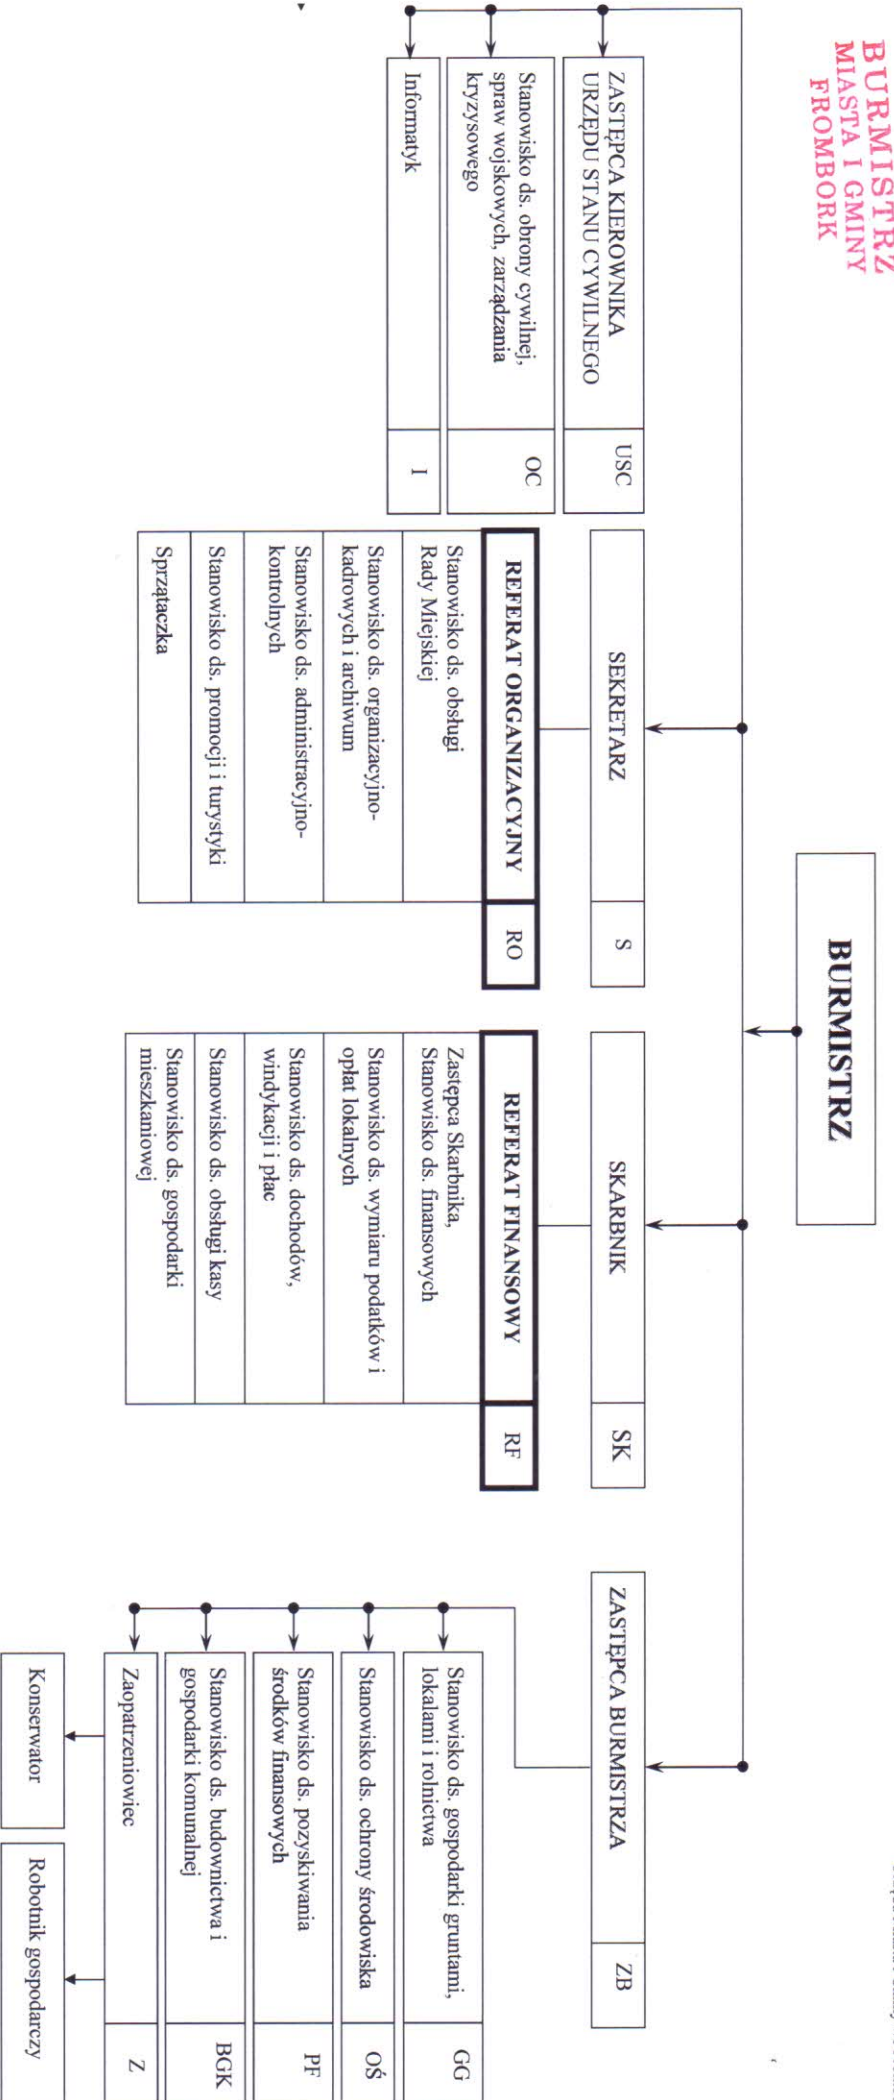 BURMISTRZ
MIASTA I GMINY
FROMBORK
BURMISTRZ
ZASTĘPCA KIEROWNIKA
URZĘDU STANU CYWILNEGO
USC
Stanowisko ds. obrony cywilnej,
spraw wojskowych, zarządzania
kryzysowego
OC
Informatyk
I
SEKRETARZ
S
REFERAT ORGANIZACYJNY
RO
Stanowisko ds. obsługi
Rady Miejskiej
Stanowisko ds. organizacyjno-
kadrowych i archiwum
Stanowisko ds. administracyjno-
kontrolnych
Stanowisko ds. promocji i turystyki
Sprzątaczka
SKARBNIK
SK
REFERAT FINANSOWY
RF
Zastępca Skarbnika,
Stanowisko ds. finansowych
Stanowisko ds. wymiaru podatków i
opłat lokalnych
Stanowisko ds. dochodów,
windykacji i płac
Stanowisko ds. obsługi kasy
Stanowisko ds. gospodarki
mieszkaniowej
ZASTĘPCA BURMISTRZA
ZB
Stanowisko ds. gospodarki gruntami,
lokalami i rolnictwa
GG
Stanowisko ds. ochrony środowiska
OŚ
Stanowisko ds. pozyskiwania
środków finansowych
PF
Stanowisko ds. budownictwa i
gospodarki komunalnej
BGK
Zaopatrzeniowiec
Z
Konserwator
Robotnik gospodarczy